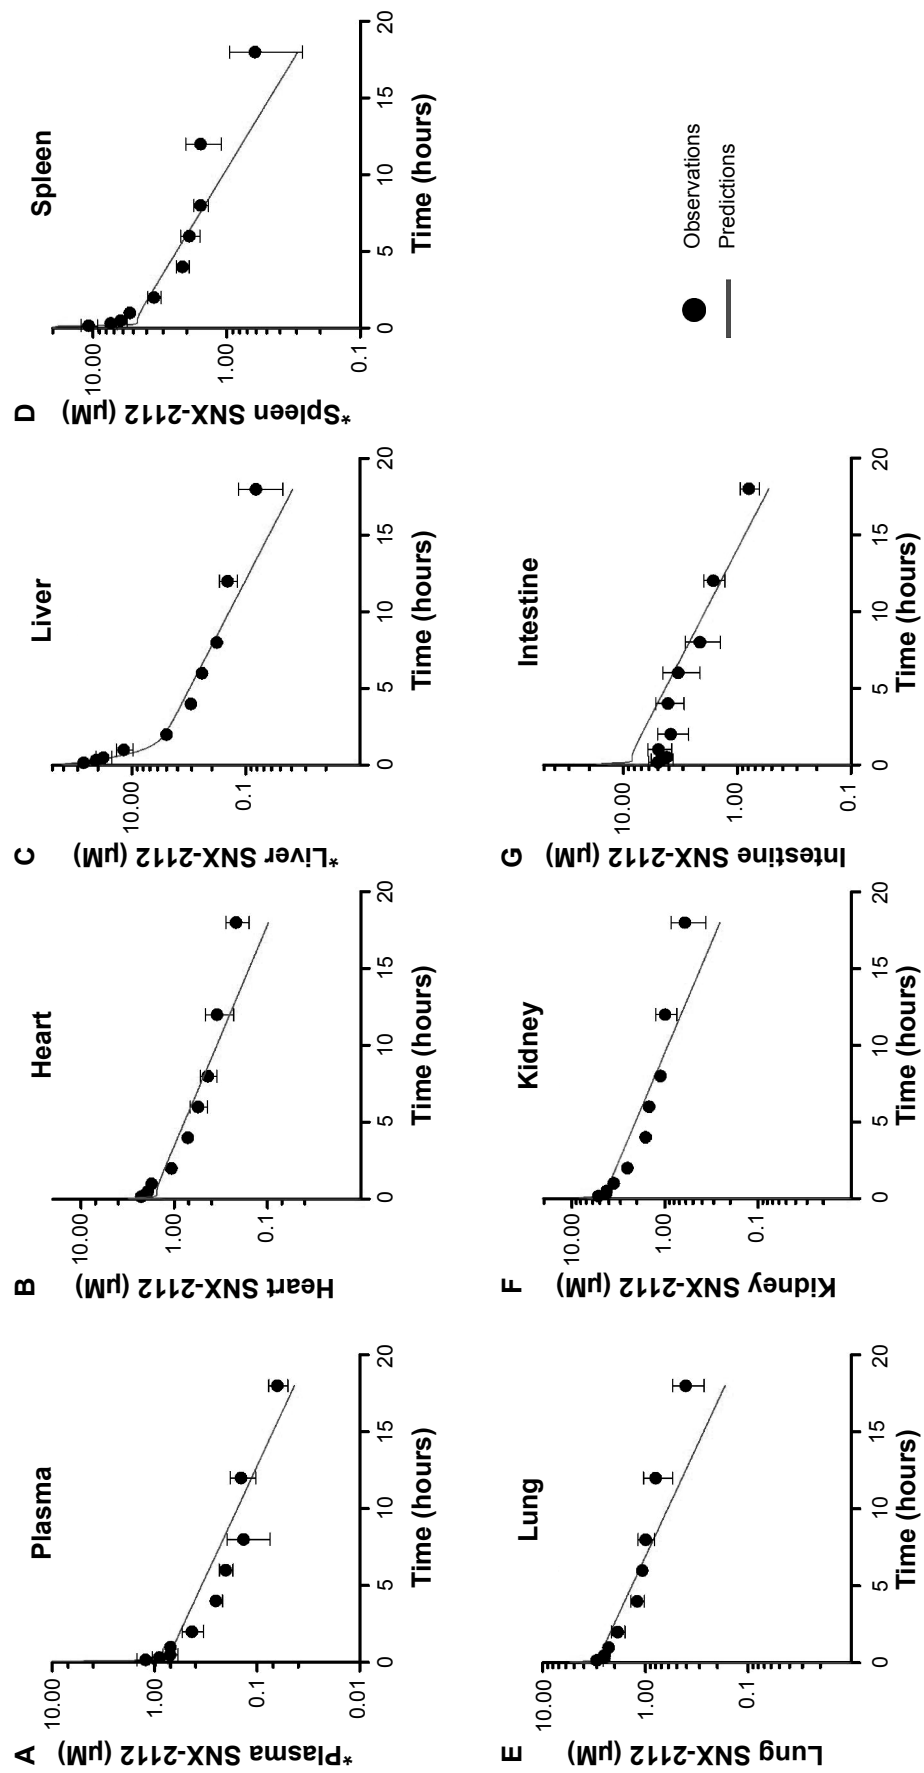 A
Plasma
*Plasma SNX-2112 (µM)
10.00
1.00
0.1
0.01
0
5
10
15
20
Time (hours)
B
Heart
Heart SNX-2112 (µM)
10.00
1.00
0.1
0
5
10
15
20
Time (hours)
C
Liver
*Liver SNX-2112 (µM)
10.00
0.1
0
5
10
15
20
Time (hours)
D
Spleen
*Spleen SNX-2112 (µM)
10.00
1.00
0.1
0
5
10
15
20
Time (hours)
E
Lung
Lung SNX-2112 (µM)
10.00
1.00
0.1
0
5
10
15
20
Time (hours)
F
Kidney
Kidney SNX-2112 (µM)
10.00
1.00
0.1
0
5
10
15
20
Time (hours)
G
Intestine
Intestine SNX-2112 (µM)
10.00
1.00
0.1
0
5
10
15
20
Time (hours)
Observations
Predictions